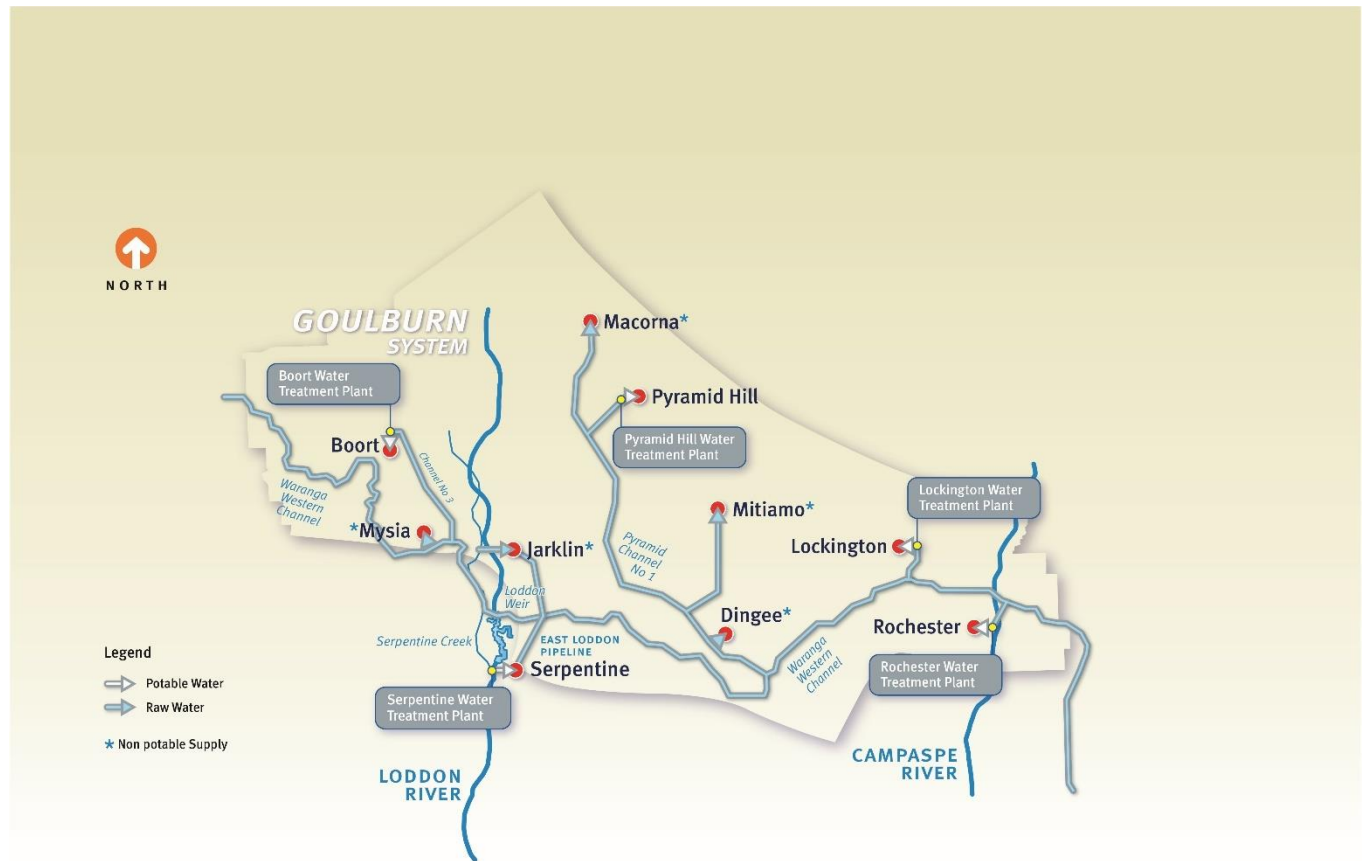 NORTH
GOULBURN
SYSTEM
Macorna*
Boort Water
Treatment Plant
Pyramid Hill
Boort
Pyramid Hill Water
Treatment Plant
Channel No 3
Waranga
Western
Channel
Lockington Water
Treatment Plant
Mitiamo*
*Mysia
Jarklin*
Lockington
Pyramid
Channel
No 1
Loddon
Weir
Dingee*
Rochester
Serpentine Creek
EAST LODDON
PIPELINE
Waranga
Western
Channel
Serpentine
Legend
Potable Water
Raw Water
* Non potable Supply
Serpentine Water
Treatment Plant
Rochester Water
Treatment Plant
LODDON
RIVER
CAMPASPE
RIVER